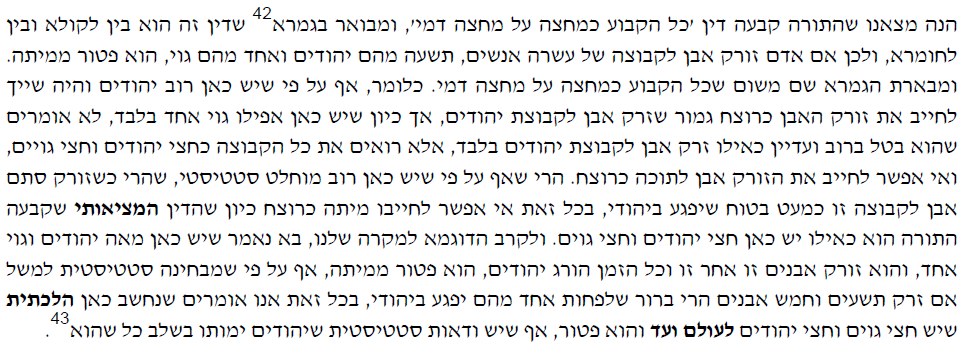 הנה מצאנו שהתורה קבעה דין 'כל הקבוע כמחצה על מחצה דמי', ומבואר בגמרא42 שדין זה הוא בין לקולא ובין
לחומרא, ולכן אם אדם זורק אבן לקבוצה של עשרה אנשים, תשעה מהם יהודים ואחד מהם גוי, הוא פטור ממיתה.
ומבארת הגמרא שם משום שכל הקבוע כמחצה על מחצה דמי. כלומר, אף על פי שיש כאן רוב יהודים והיה שייך
לחייב את זורק האבן כרוצח גמור שזרק אבן לקבוצת יהודים, אך כיון שיש כאן אפילו גוי אחד בלבד, לא אומרים
שהוא בטל ברוב ועדיין כאילו זרק אבן לקבוצת יהודים בלבד, אלא רואים את כל הקבוצה כחצי יהודים וחצי גויים,
ואי אפשר לחייב את הזורק אבן לתוכה כרוצח. הרי שאף על פי שיש כאן רוב מוחלט סטטיסטי, שהרי כשזורק סתם
אבן לקבוצה זו כמעט בטוח שיפגע ביהודי, בכל זאת אי אפשר לחייבו מיתה כרוצח כיון שהדין המציאותי שקבעה
התורה הוא כאילו יש כאן חצי יהודים וחצי גוים. ולקרב הדוגמא למקרה שלנו, בא נאמר שיש כאן מאה יהודים וגוי
אחד, והוא זורק אבנים זו אחר זו וכל הזמן הורג יהודים, הוא פטור ממיתה, אף על פי שמבחינה סטטיסטית למשל
אם זרק תשעים וחמש אבנים הרי ברור שלפחות אחד מהם יפגע ביהודי, בכל זאת אנו אומרים שנחשב כאן הלכתית
שיש חצי גוים וחצי יהודים לעולם ועד והוא פטור, אף שיש ודאות סטטיסטית שיהודים ימותו בשלב כל שהוא43.